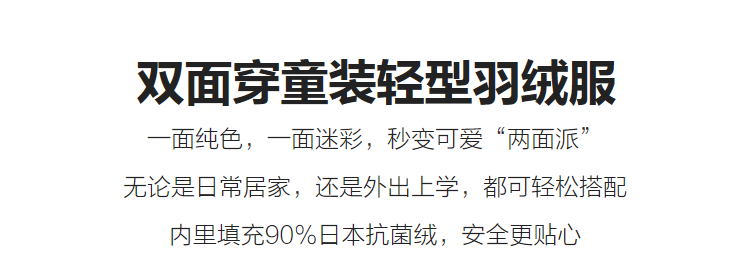 双面穿童装轻型羽绒服
一面纯色，一面迷彩，秒变可爱“两面派”
无论是日常居家，还是外出上学，都可轻松搭配
内里填充90%日本抗菌绒，安全更贴心